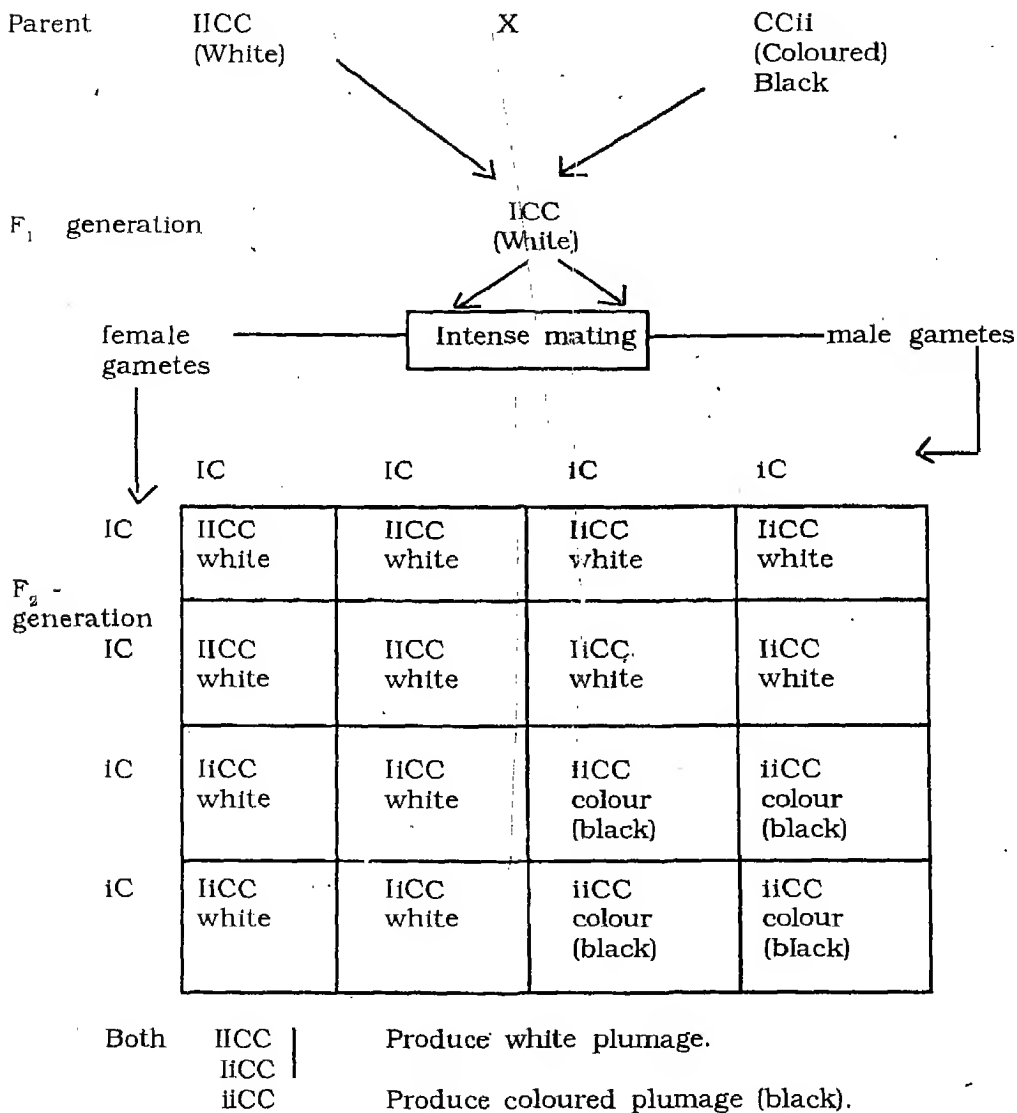 Parent IICC X CCii
(White) (Coloured)
Black
F₁ generation IiCC
(White)
female gametes
Intense mating
male gametes
IC IC iC iC
IC IICC white IICC white IiCC white IiCC white
F₂ - generation
IC IICC white IICC white IiCC white IiCC white
iC IiCC white IiCC white iiCC colour (black) iiCC colour (black)
iC IiCC white IiCC white iiCC colour (black) iiCC colour (black)
Both IICC Produce white plumage.
IiCC
iiCC Produce coloured plumage (black).